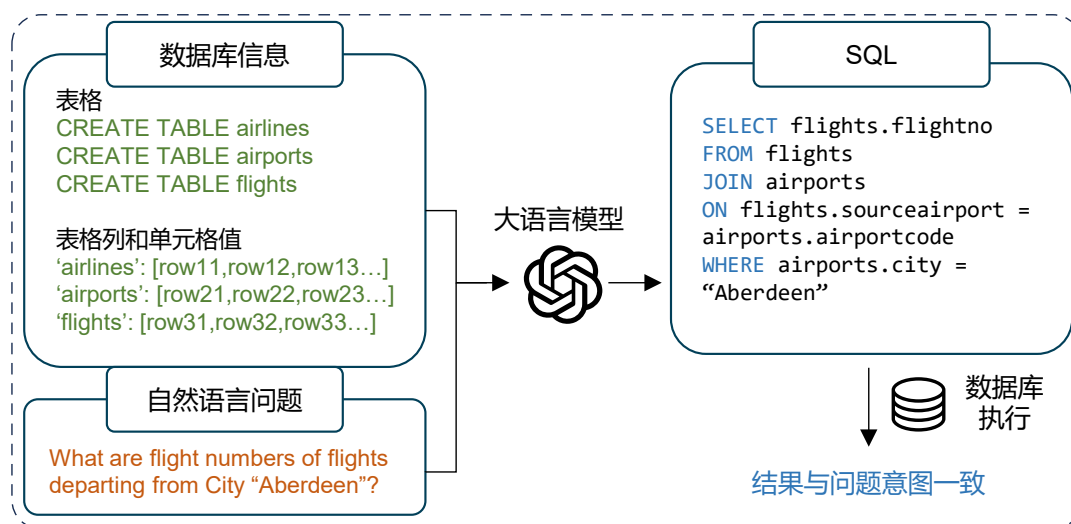 数据库信息
表格
CREATE TABLE airlines
CREATE TABLE airports
CREATE TABLE flights
表格列和单元格值
‘airlines’: [row11,row12,row13…]
‘airports’: [row21,row22,row23…]
‘flights’: [row31,row32,row33…]
自然语言问题
What are flight numbers of flights
departing from City “Aberdeen”?
大语言模型
SQL
SELECT flights.flightno
FROM flights
JOIN airports
ON flights.sourceairport =
airports.airportcode
WHERE airports.city =
“Aberdeen”
数据库
执行
结果与问题意图一致